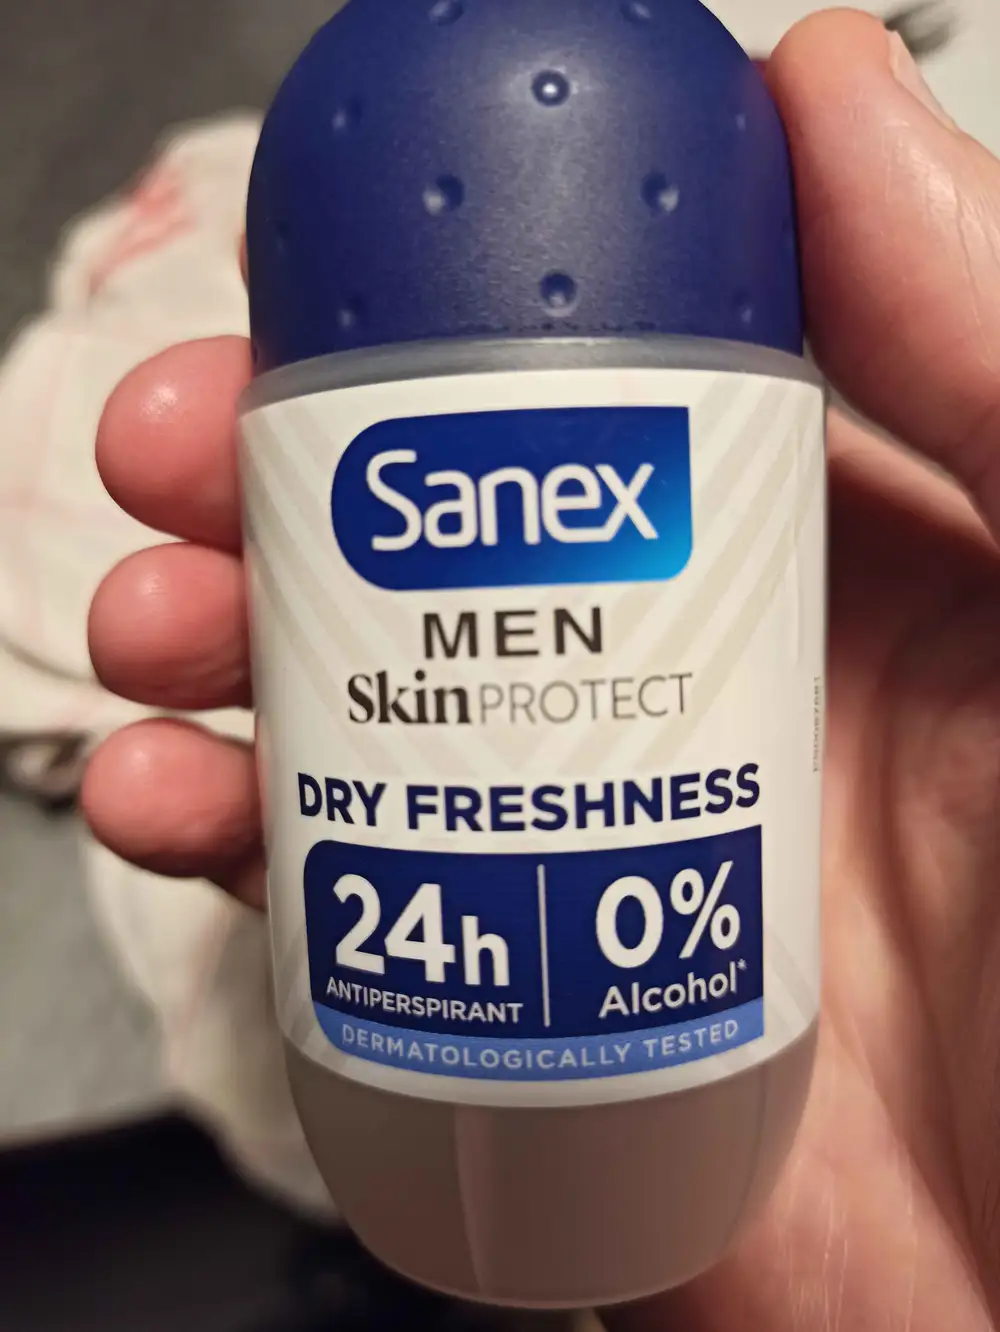 Sanex
MEN
SkinPROTECT
DRY FRESHNESS
24h
ANTIPERSPIRANT
0%
Alcohol*
DERMATOLOGICALLY TESTED